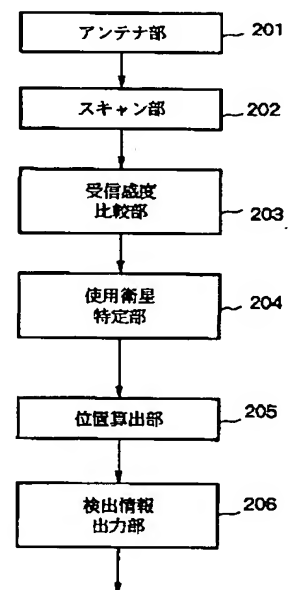 アンテナ部
201
スキャン部
202
受信感度
比較部
203
使用衛星
特定部
204
位置算出部
205
検出情報
出力部
206